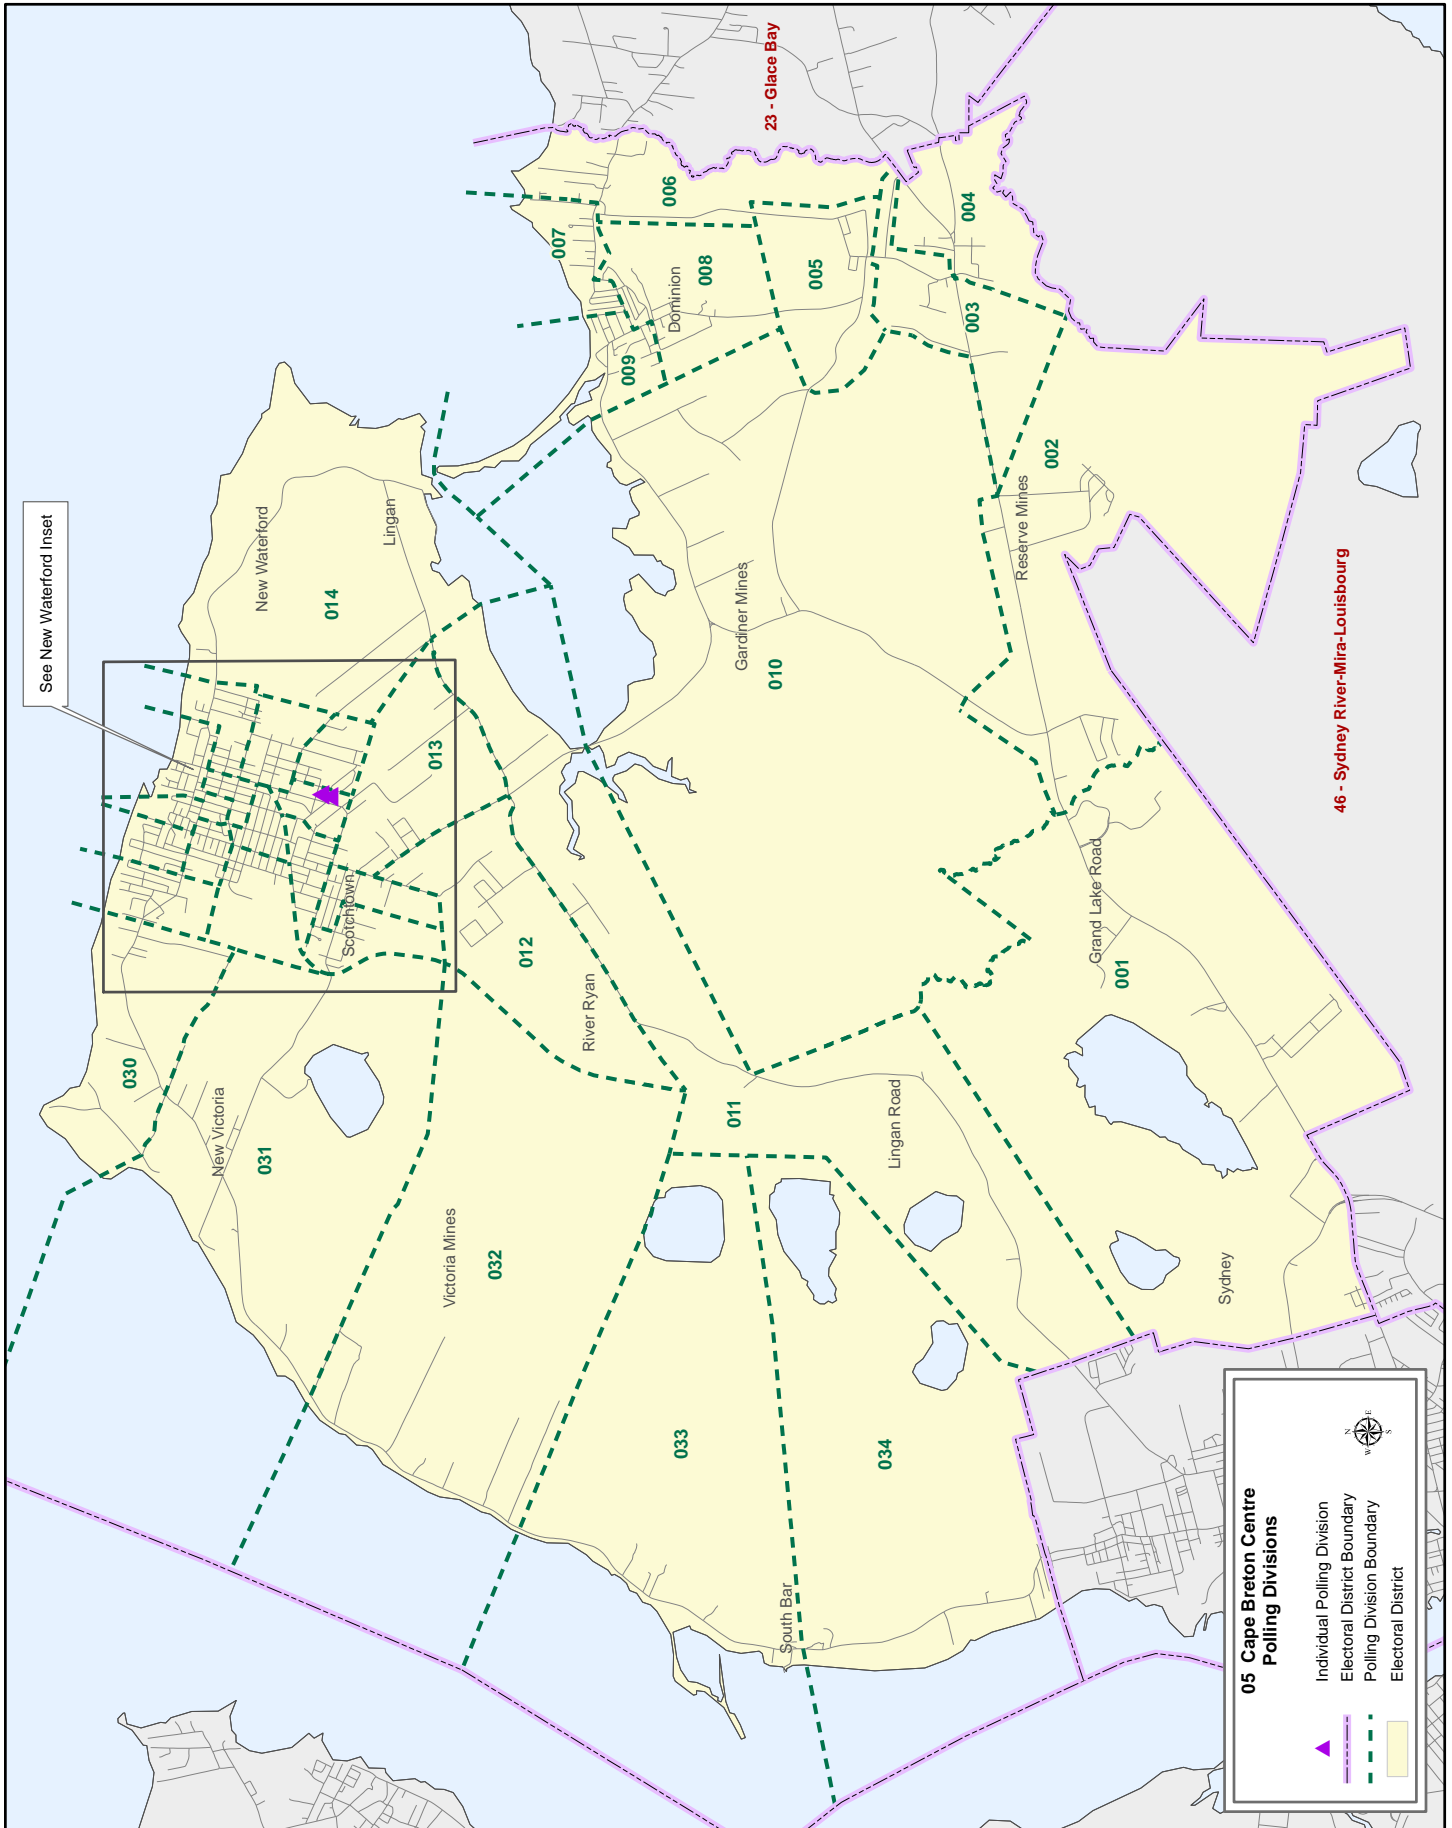 See New Waterford Inset
23 - Glace Bay
006
007
004
008
005
Dominion
003
009
002
New Waterford
Lingan
014
Reserve Mines
Gardiner Mines
010
013
46 - Sydney River-Mira-Louisbourg
Scotchtown
012
River Ryan
Grand Lake Road
001
030
New Victoria
031
011
Lingan Road
Victoria Mines
032
Sydney
033
034
South Bar
05 Cape Breton Centre
Polling Divisions
Individual Polling Division
Electoral District Boundary
Polling Division Boundary
Electoral District
N
W
E
S